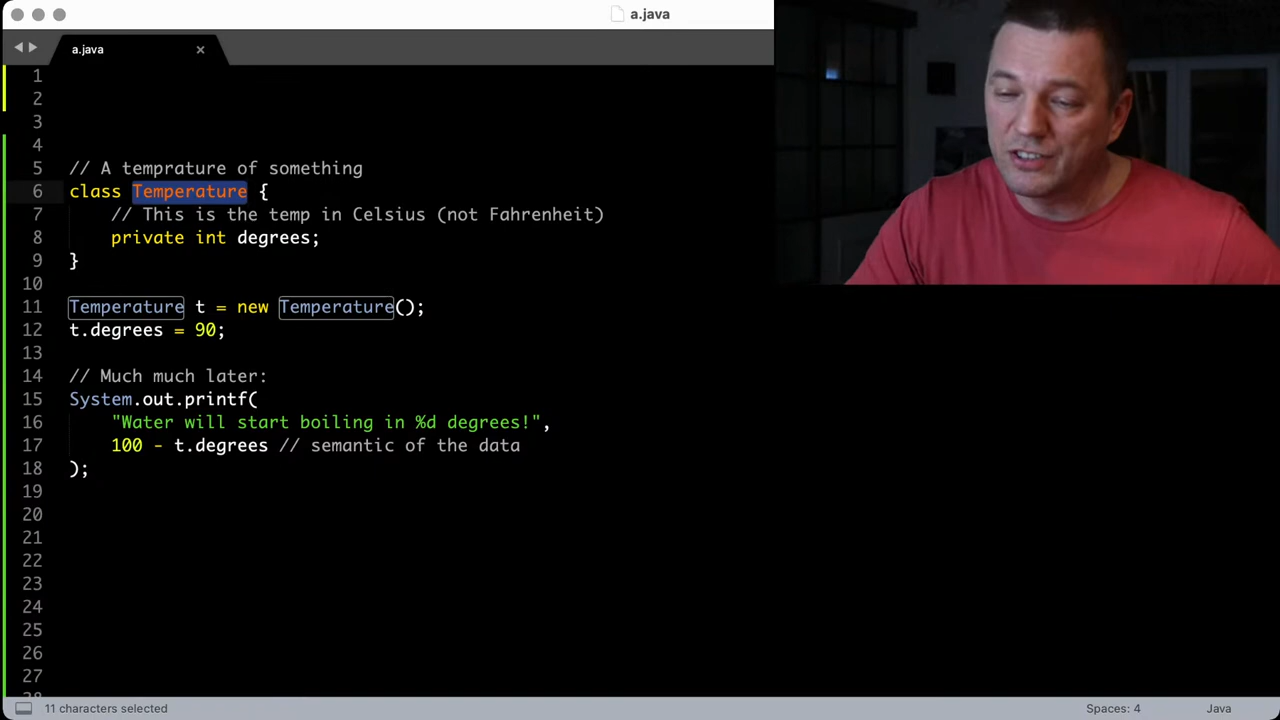 a.java
a.java ×
1
2
3
4
5 // A temprature of something
6 class Temperature {
7 // This is the temp in Celsius (not Fahrenheit)
8 private int degrees;
9 }
10
11 Temperature t = new Temperature();
12 t.degrees = 90;
13
14 // Much much later:
15 System.out.printf(
16 "Water will start boiling in %d degrees!",
17 100 - t.degrees // semantic of the data
18 );
19
20
21
22
23
24
25
26
27
28
11 characters selected
Spaces: 4
Java